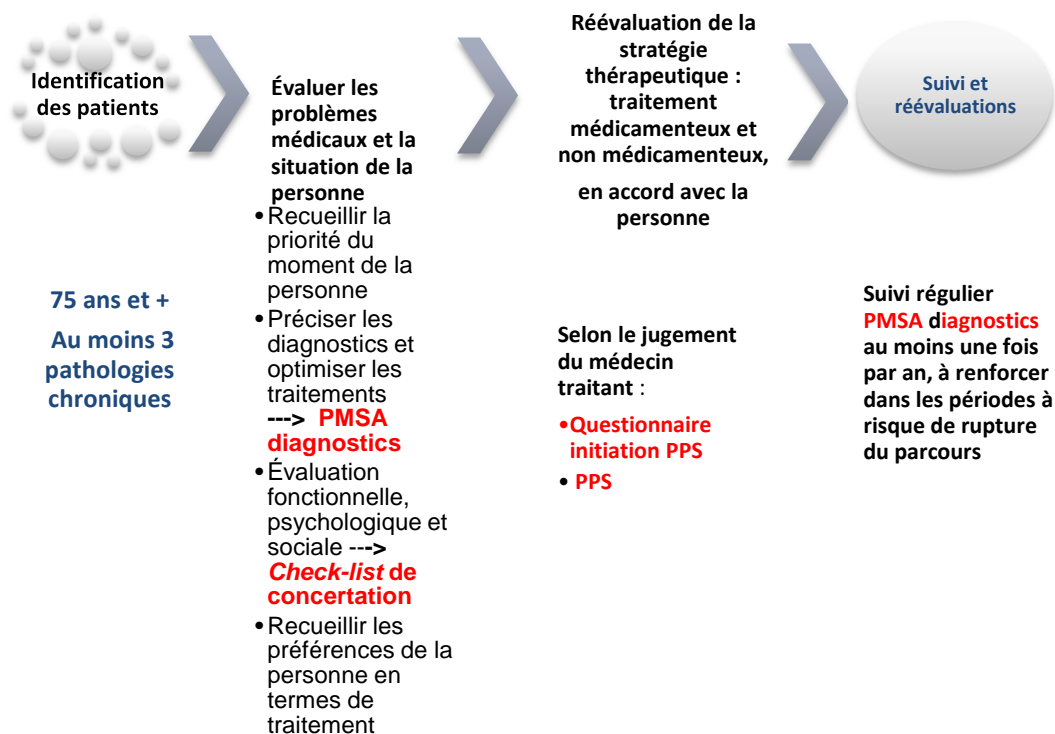 Identification
des patients
75 ans et +
Au moins 3
pathologies
chroniques
Évaluer les
problèmes
médicaux et la
situation de la
personne
•Recueillir la
priorité du
moment de la
personne
•Préciser les
diagnostics et
optimiser les
traitements
---> PMSA
diagnostics
•Évaluation
fonctionnelle,
psychologique et
sociale --->
Check-list de
concertation
•Recueillir les
préférences de la
personne en
termes de
traitement
Réévaluation de la
stratégie
thérapeutique :
traitement
médicamenteux et
non médicamenteux,
en accord avec la
personne
Selon le jugement
du médecin
traitant :
•Questionnaire
initiation PPS
• PPS
Suivi et
réévaluations
Suivi régulier
PMSA diagnostics
au moins une fois
par an, à renforcer
dans les périodes à
risque de rupture
du parcours